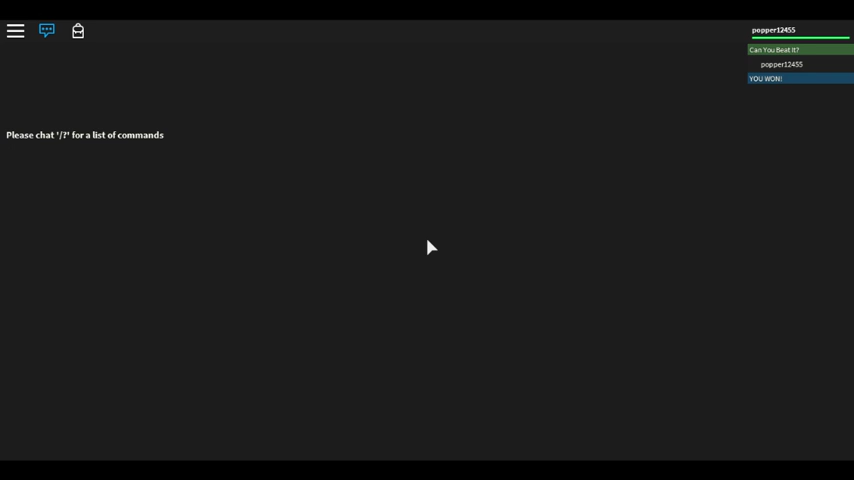 popper12455
Can You Beat It?
popper12455
YOU WON!
Please chat '/?' for a list of commands